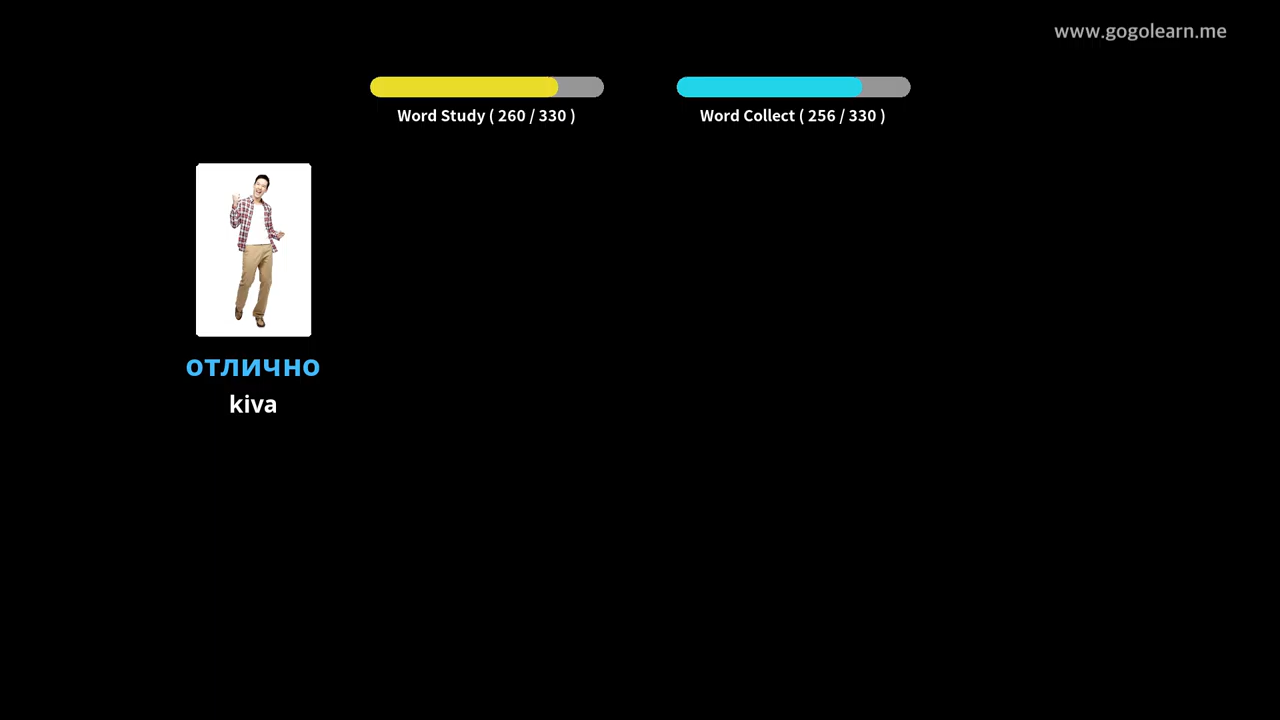 www.gogolearn.me
Word Study ( 260 / 330 )
Word Collect ( 256 / 330 )
отлично
kiva